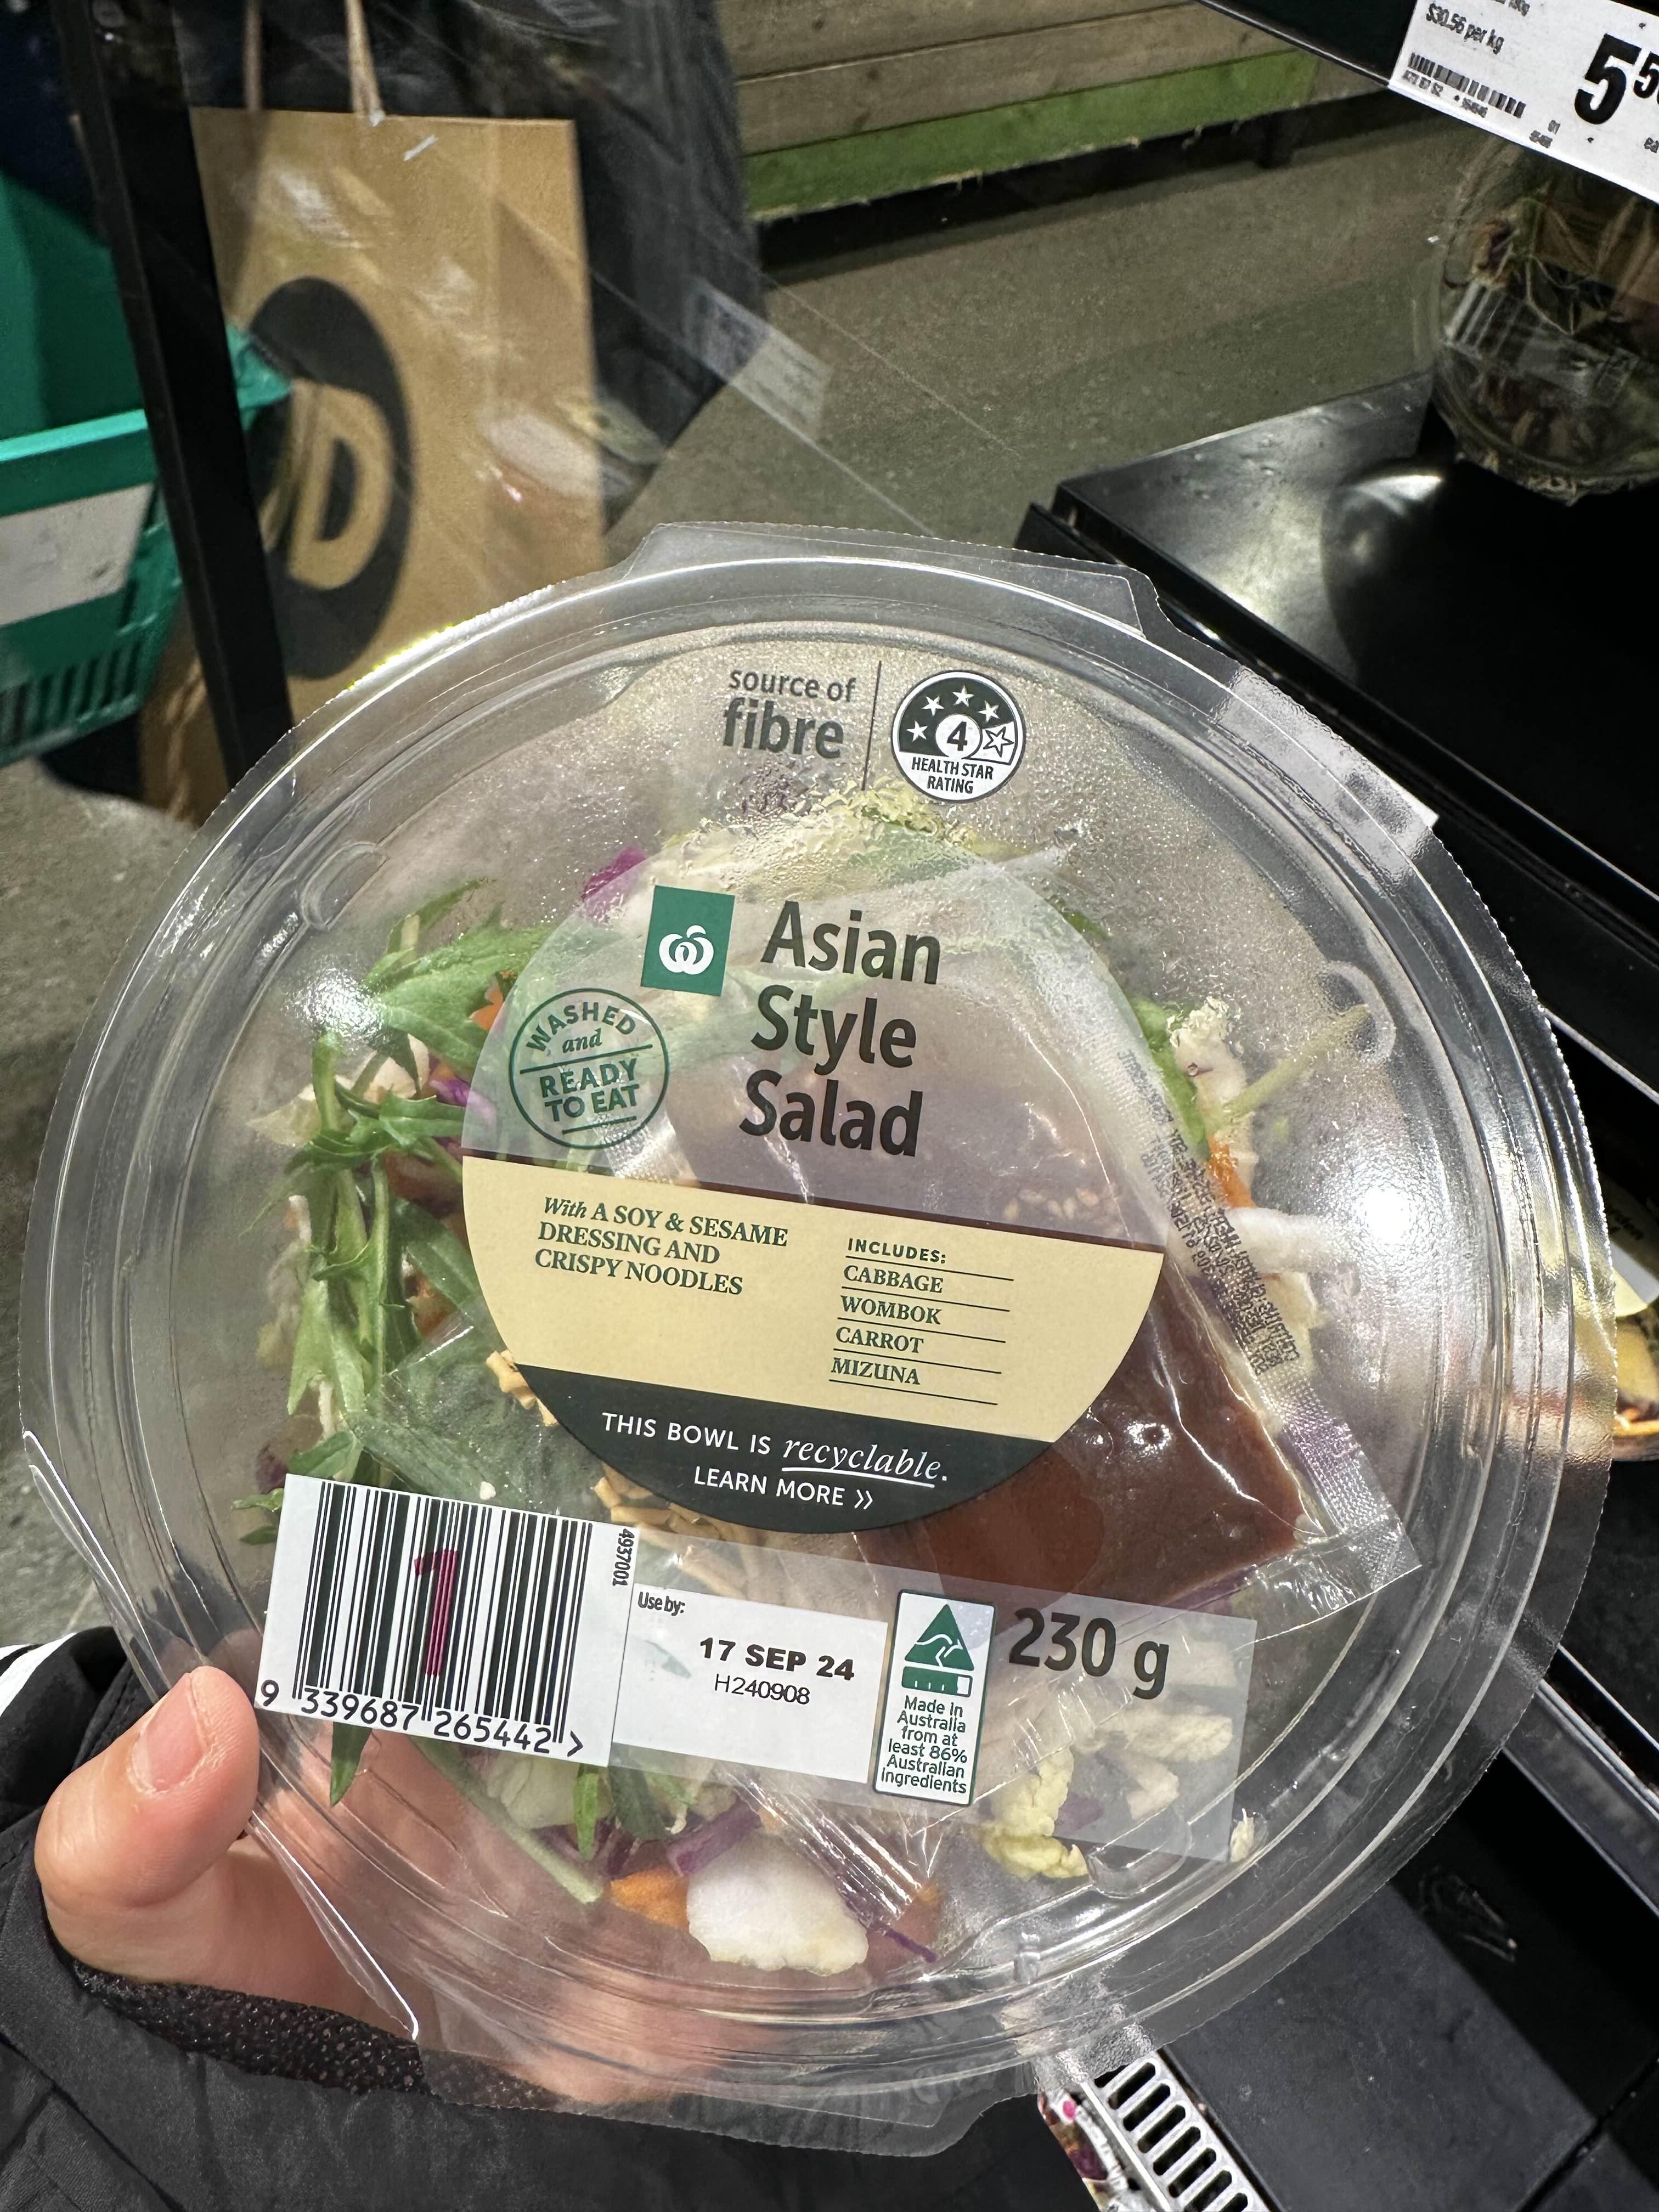 $30.56 per kg
5
source of
fibre
4
HEALTH STAR
RATING
Asian
Style
Salad
WASHED
and
READY
TO EAT
With A SOY & SESAME
DRESSING AND
CRISPY NOODLES
INCLUDES:
CABBAGE
WOMBOK
CARROT
MIZUNA
THIS BOWL IS recyclable.
LEARN MORE »
1
4937001
9 339687 265442 >
Use by:
17 SEP 24
H240908
Made in
Australia
from at
least 86%
Australian
ingredients
230 g